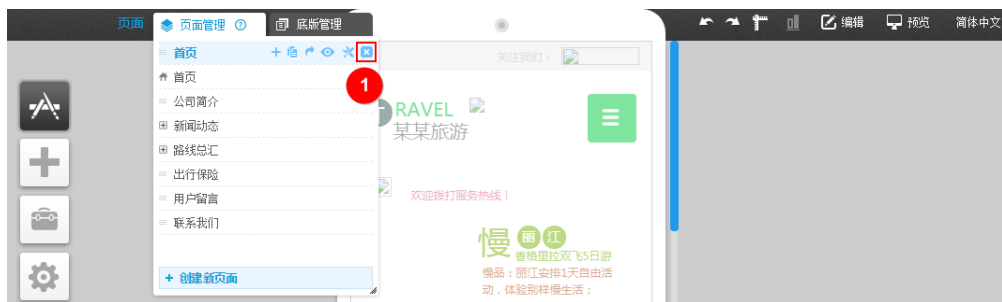 页面 页面管理 底版管理 编辑 预览 简体中文
首页
关注我们：
首页
1
公司简介
RAVEL
某某旅游
新闻动态
路线总汇
出行保险
用户留言
欢迎拨打服务热线！
联系我们
慢 丽 江
香格里拉双飞5日游
慢品：丽江安排1天自由活
动，体验别样慢生活；
+ 创建新页面